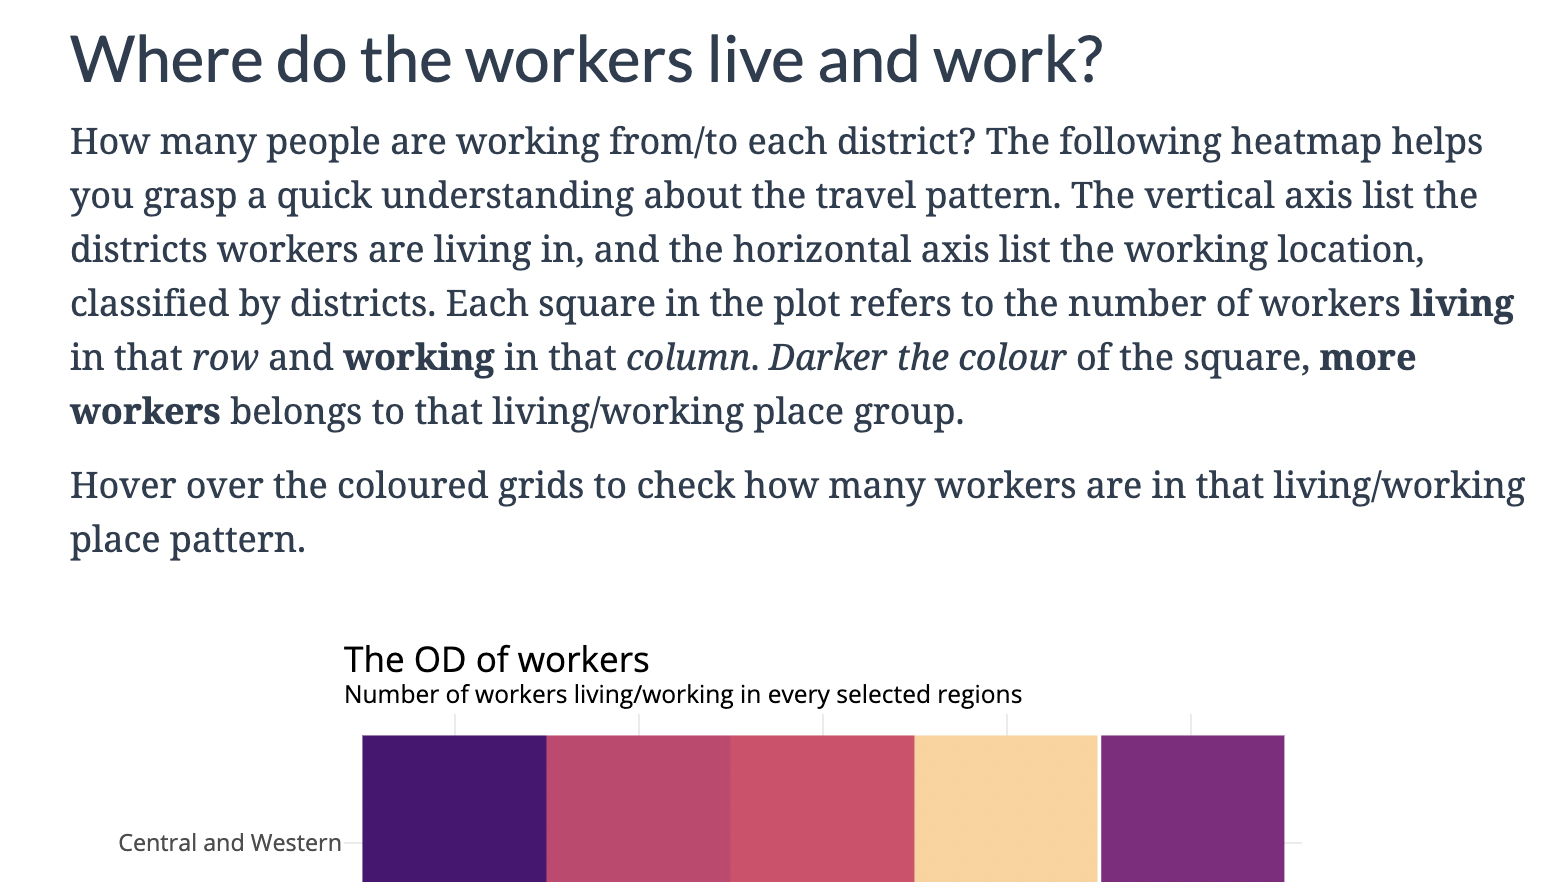 Where do the workers live and work?
How many people are working from/to each district? The following heatmap helps
you grasp a quick understanding about the travel pattern. The vertical axis list the
districts workers are living in, and the horizontal axis list the working location,
classified by districts. Each square in the plot refers to the number of workers living
in that row and working in that column. Darker the colour of the square, more
workers belongs to that living/working place group.
Hover over the coloured grids to check how many workers are in that living/working
place pattern.
The OD of workers
Number of workers living/working in every selected regions
Central and Western